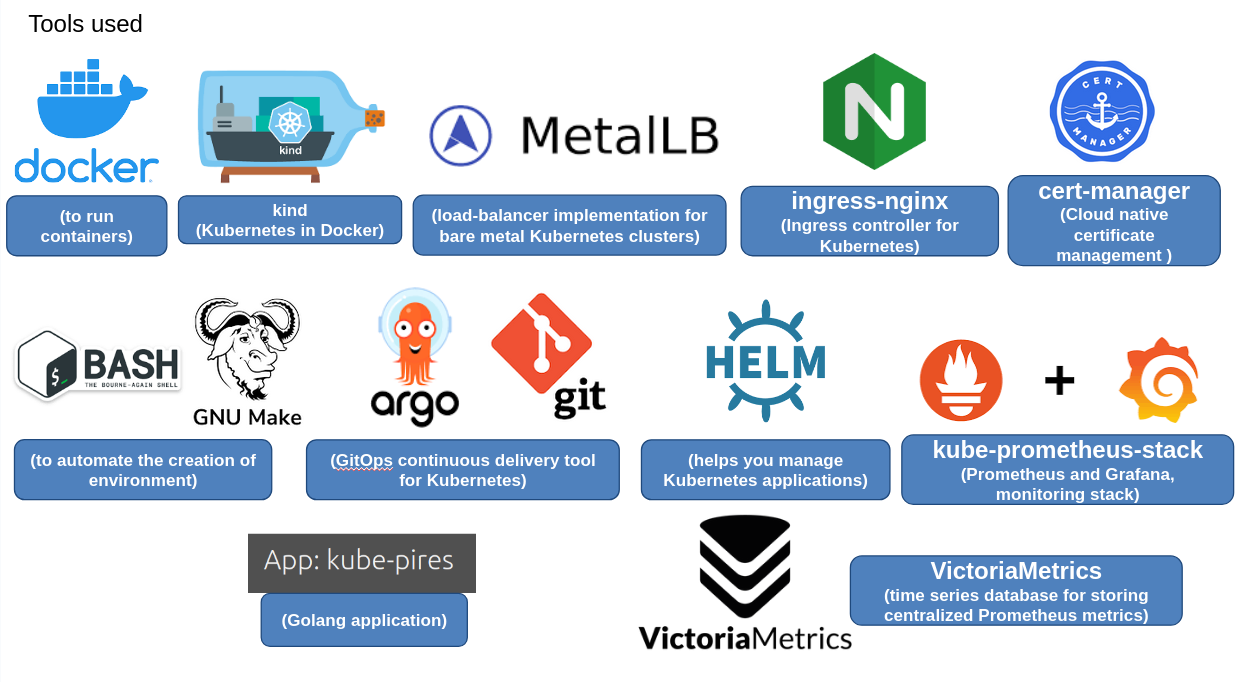 Tools used
docker
kind
MetalLB
N
CERT
MANAGER
(to run
containers)
kind
(Kubernetes in Docker)
(load-balancer implementation for
bare metal Kubernetes clusters)
ingress-nginx
(Ingress controller for
Kubernetes)
cert-manager
(Cloud native
certificate
management )
$_
BASH
THE BOURNE-AGAIN SHELL
GNU Make
argo
git
HELM
+
(to automate the creation of
environment)
(GitOps continuous delivery tool
for Kubernetes)
(helps you manage
Kubernetes applications)
kube-prometheus-stack
(Prometheus and Grafana,
monitoring stack)
App: kube-pires
(Golang application)
VictoriaMetrics
VictoriaMetrics
(time series database for storing
centralized Prometheus metrics)